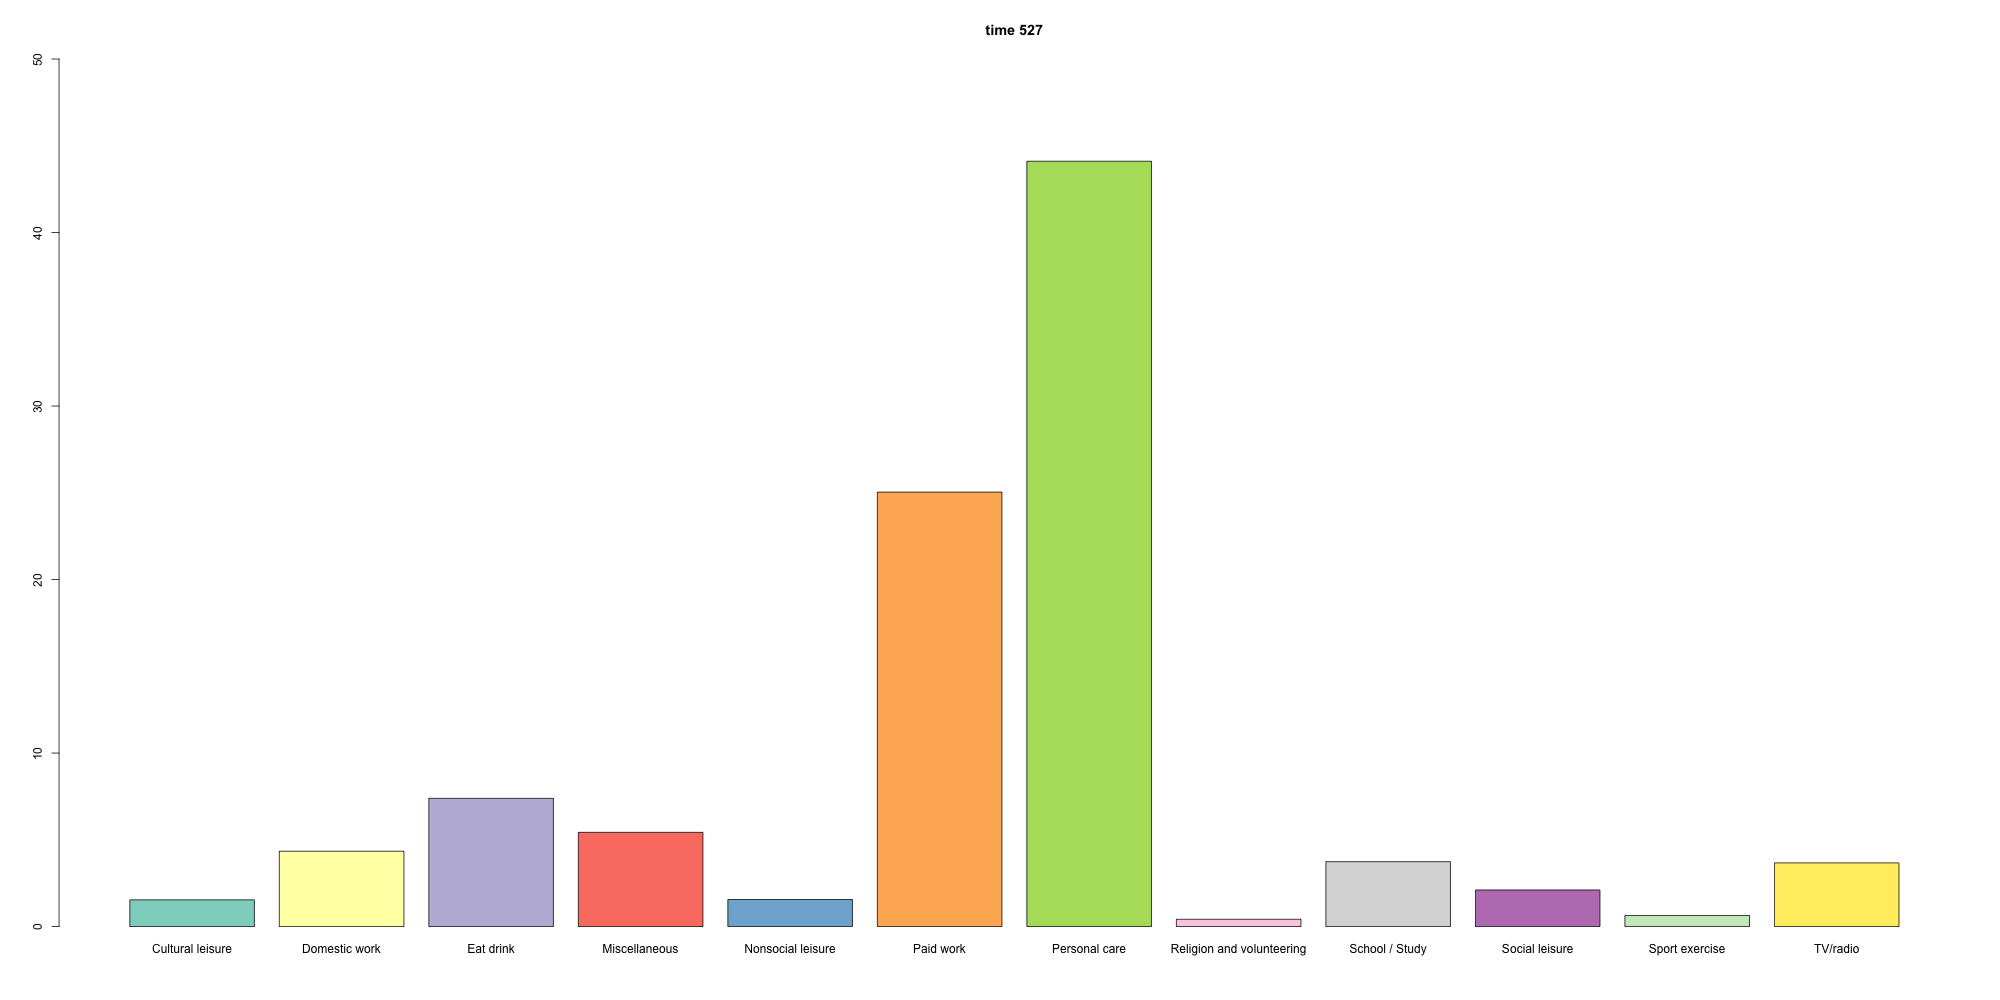 time 527
50
40
30
20
10
0
Cultural leisure
Domestic work
Eat drink
Miscellaneous
Nonsocial leisure
Paid work
Personal care
Religion and volunteering
School / Study
Social leisure
Sport exercise
TV/radio